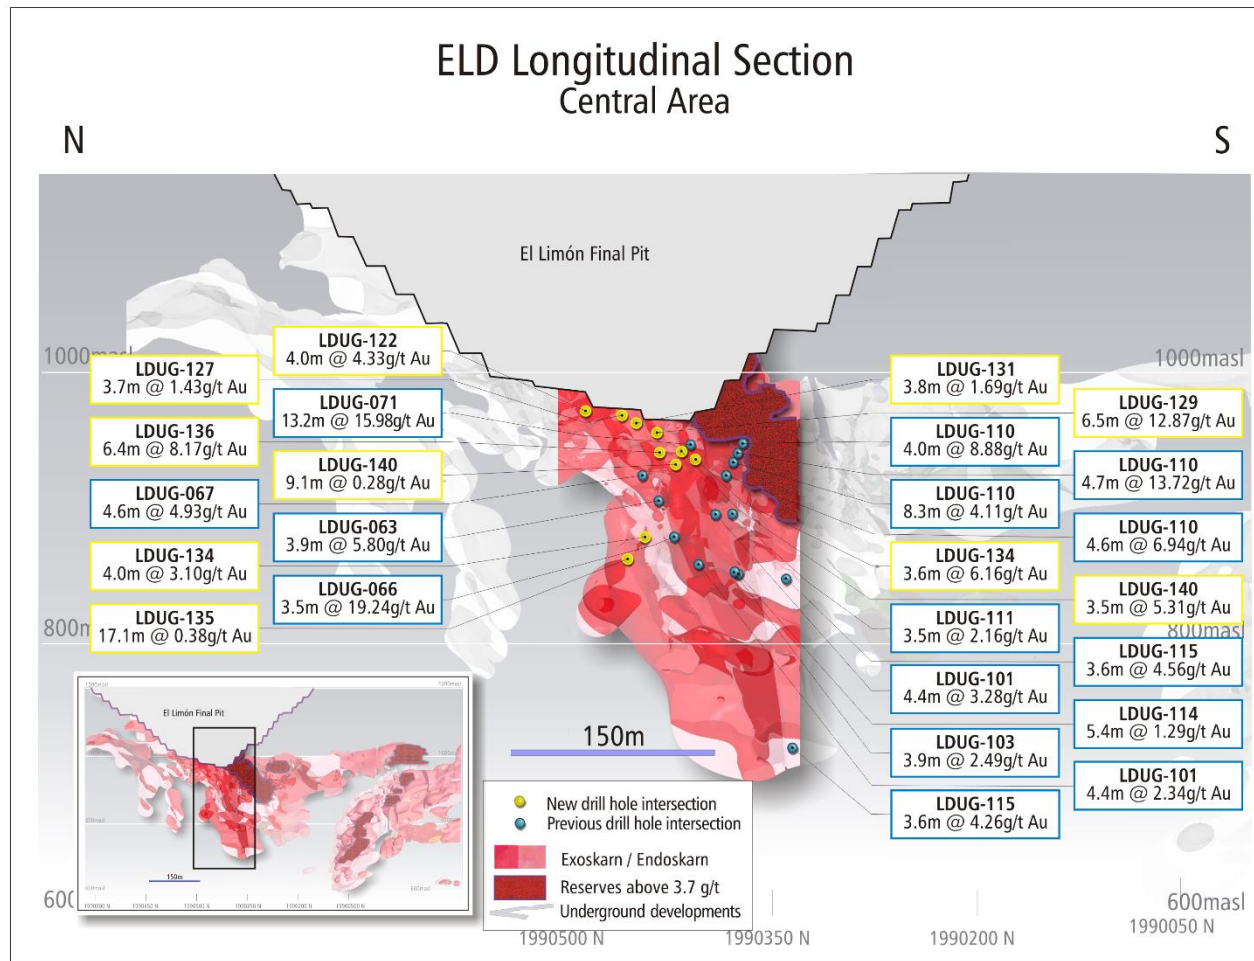 ELD Longitudinal Section
Central Area
N
S
El Limón Final Pit
1000masl
1000masl
LDUG-122
4.0m @ 4.33g/t Au
LDUG-127
3.7m @ 1.43g/t Au
LDUG-071
13.2m @ 15.98g/t Au
LDUG-136
6.4m @ 8.17g/t Au
LDUG-140
9.1m @ 0.28g/t Au
LDUG-067
4.6m @ 4.93g/t Au
LDUG-063
3.9m @ 5.80g/t Au
LDUG-134
4.0m @ 3.10g/t Au
LDUG-066
3.5m @ 19.24g/t Au
LDUG-135
17.1m @ 0.38g/t Au
800m
LDUG-131
3.8m @ 1.69g/t Au
LDUG-129
6.5m @ 12.87g/t Au
LDUG-110
4.0m @ 8.88g/t Au
LDUG-110
4.7m @ 13.72g/t Au
LDUG-110
8.3m @ 4.11g/t Au
LDUG-110
4.6m @ 6.94g/t Au
LDUG-134
3.6m @ 6.16g/t Au
LDUG-140
3.5m @ 5.31g/t Au
800masl
LDUG-111
3.5m @ 2.16g/t Au
LDUG-115
3.6m @ 4.56g/t Au
LDUG-101
4.4m @ 3.28g/t Au
LDUG-114
5.4m @ 1.29g/t Au
LDUG-103
3.9m @ 2.49g/t Au
LDUG-101
4.4m @ 2.34g/t Au
LDUG-115
3.6m @ 4.26g/t Au
150m
El Limón Final Pit
150m
New drill hole intersection
Previous drill hole intersection
Exoskarn / Endoskarn
Reserves above 3.7 g/t
Underground developments
600
600masl
1990500 N
1990350 N
1990200 N
1990050 N